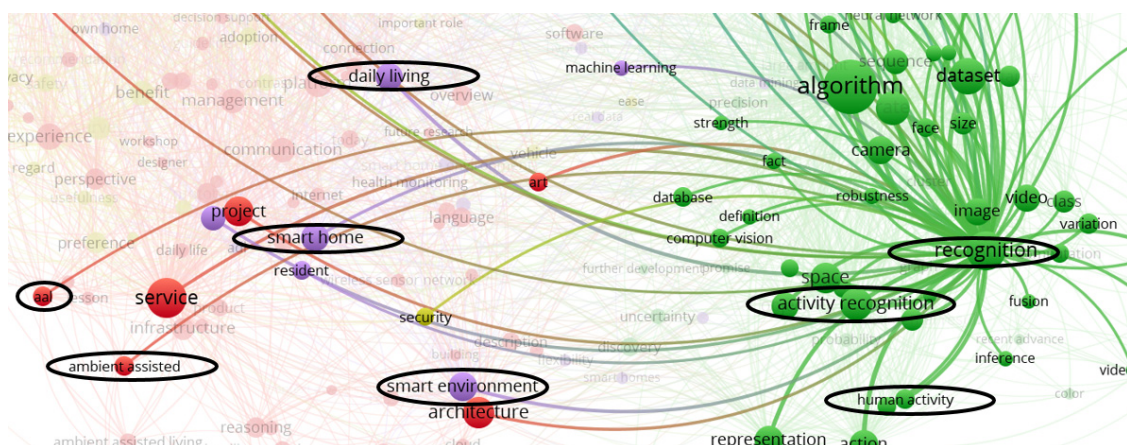 decision support
important role
own home
adoption
connection
software
frame
neural network
daily living
machine learning
sequence
algorithm
dataset
safety
benefit
management
overview
data mining
ease
precision
real data
strength
face
size
experience
workshop
future research
communication
vehicle
camera
regard
designer
smart home
fact
perspective
health monitoring
art
robustness
usefulness
internet
database
video
class
project
language
definition
image
variation
smart home
computer vision
preference
daily life
recognition
resident
wireless sensor network
further development
promise
space
aal
service
product
activity recognition
fusion
infrastructure
security
uncertainty
description
discovery
probability
recent advance
building
flexibility
inference
ambient assisted
smart environment
smart homes
color
human activity
architecture
reasoning
representation
action
ambient assisted living
cloud